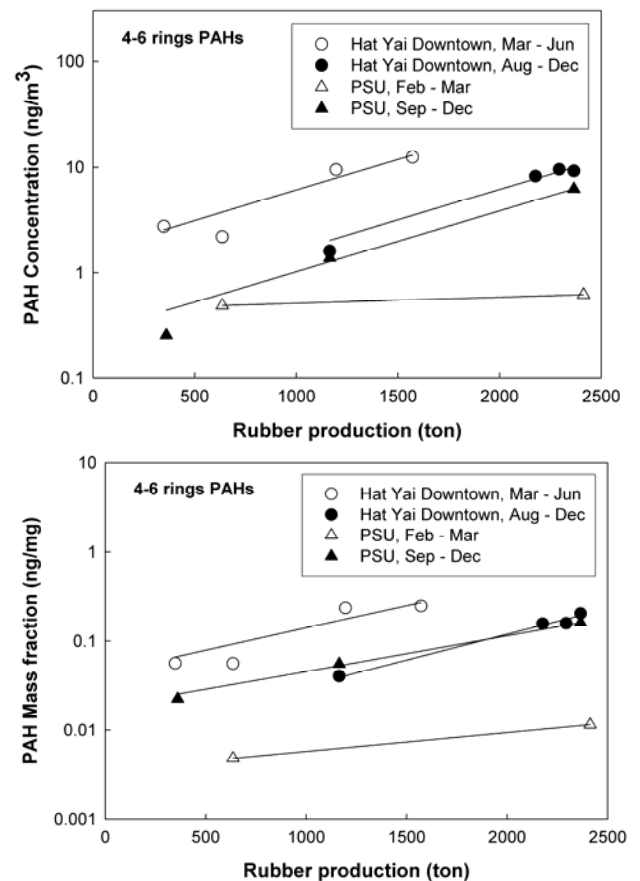 4-6 rings PAHs
Hat Yai Downtown, Mar - Jun
Hat Yai Downtown, Aug - Dec
PSU, Feb - Mar
PSU, Sep - Dec
PAH Concentration (ng/m³)
100
10
1
0.1
0 500 1000 1500 2000 2500
Rubber production (ton)
4-6 rings PAHs
Hat Yai Downtown, Mar - Jun
Hat Yai Downtown, Aug - Dec
PSU, Feb - Mar
PSU, Sep - Dec
PAH Mass fraction (ng/mg)
10
1
0.1
0.01
0.001
0 500 1000 1500 2000 2500
Rubber production (ton)